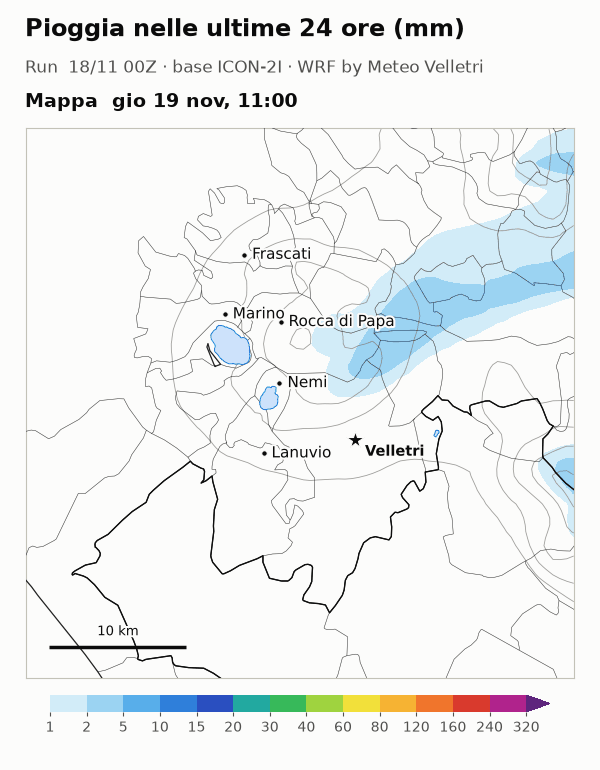 Pioggia nelle ultime 24 ore (mm)
Run  18/11 00Z · base ICON-2I · WRF by Meteo Velletri
Mappa  gio 19 nov, 11:00
Frascati
Marino
Rocca di Papa
Nemi
Velletri
Lanuvio
10 km
1 2 5 10 15 20 30 40 60 80 120 160 240 320